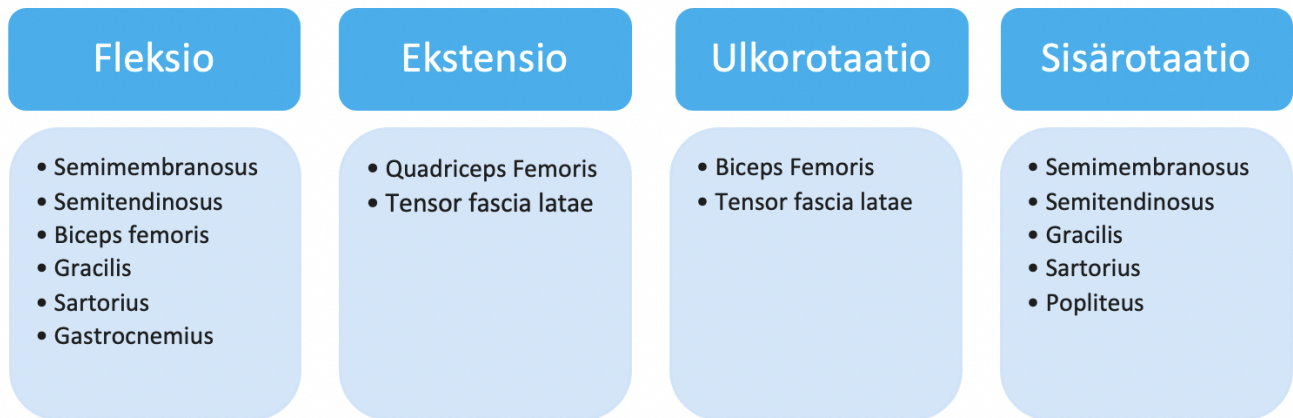 Fleksio
• Semimembranosus
• Semitendinosus
• Biceps femoris
• Gracilis
• Sartorius
• Gastrocnemius
Ekstensio
• Quadriceps Femoris
• Tensor fascia latae
Ulkorotaatio
• Biceps Femoris
• Tensor fascia latae
Sisärotaatio
• Semimembranosus
• Semitendinosus
• Gracilis
• Sartorius
• Popliteus